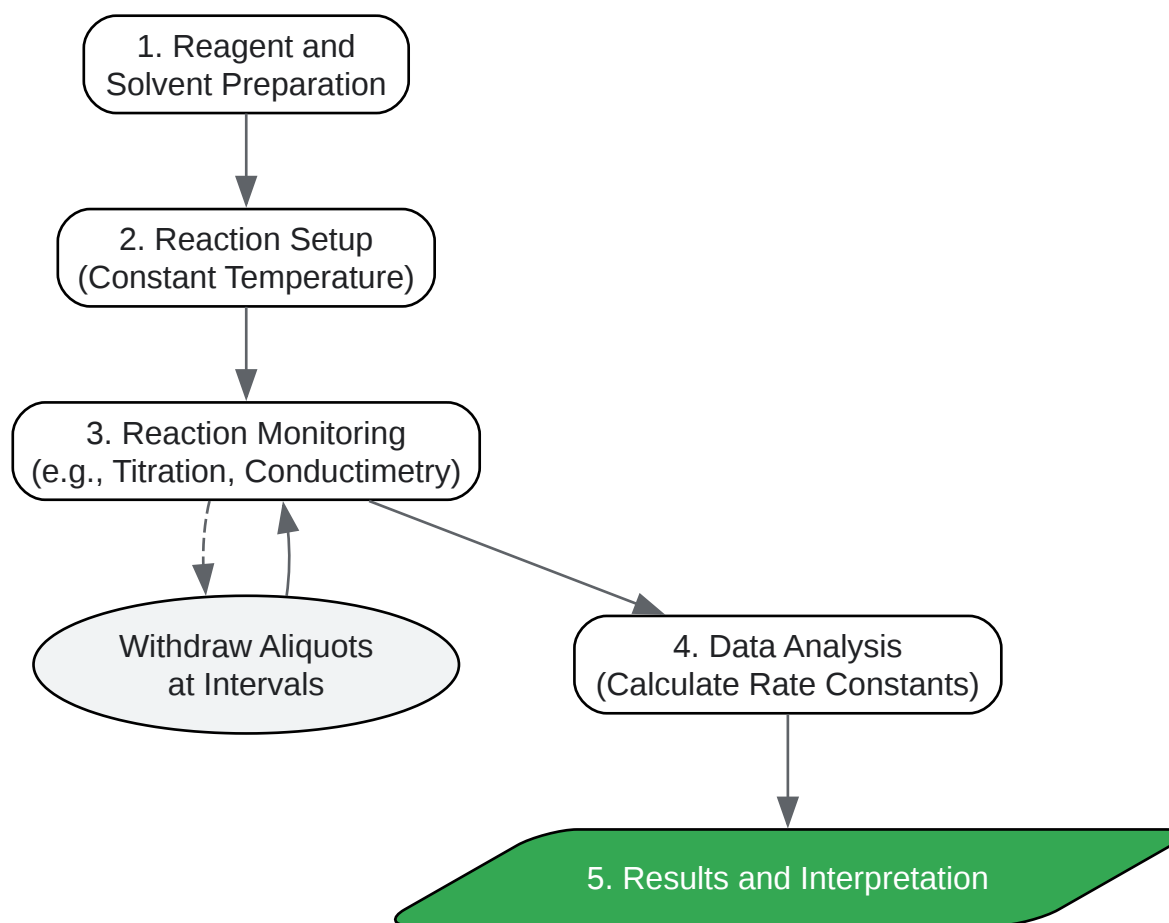 1. Reagent and
Solvent Preparation
2. Reaction Setup
(Constant Temperature)
3. Reaction Monitoring
(e.g., Titration, Conductimetry)
Withdraw Aliquots
at Intervals
4. Data Analysis
(Calculate Rate Constants)
5. Results and Interpretation